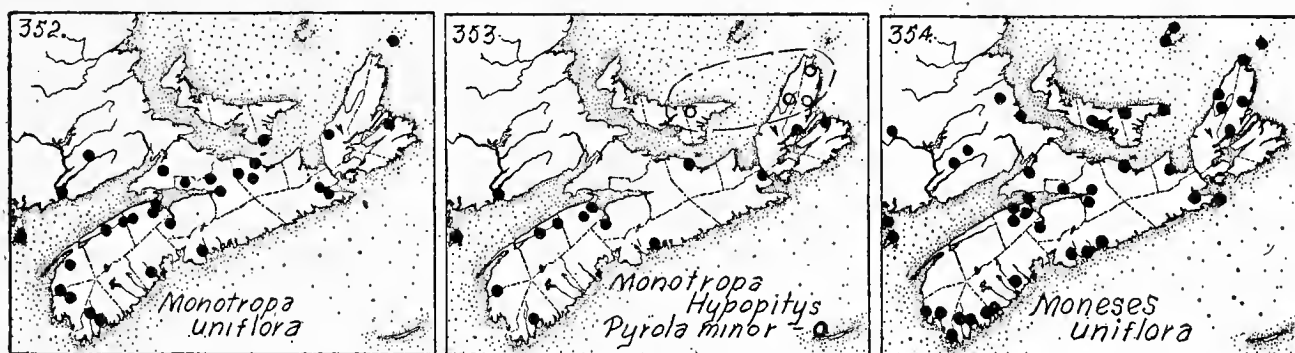 352.
Monotropa
uniflora
353
Monotropa
Hypopitys
Pyrola minor -
354.
Moneses
uniflora